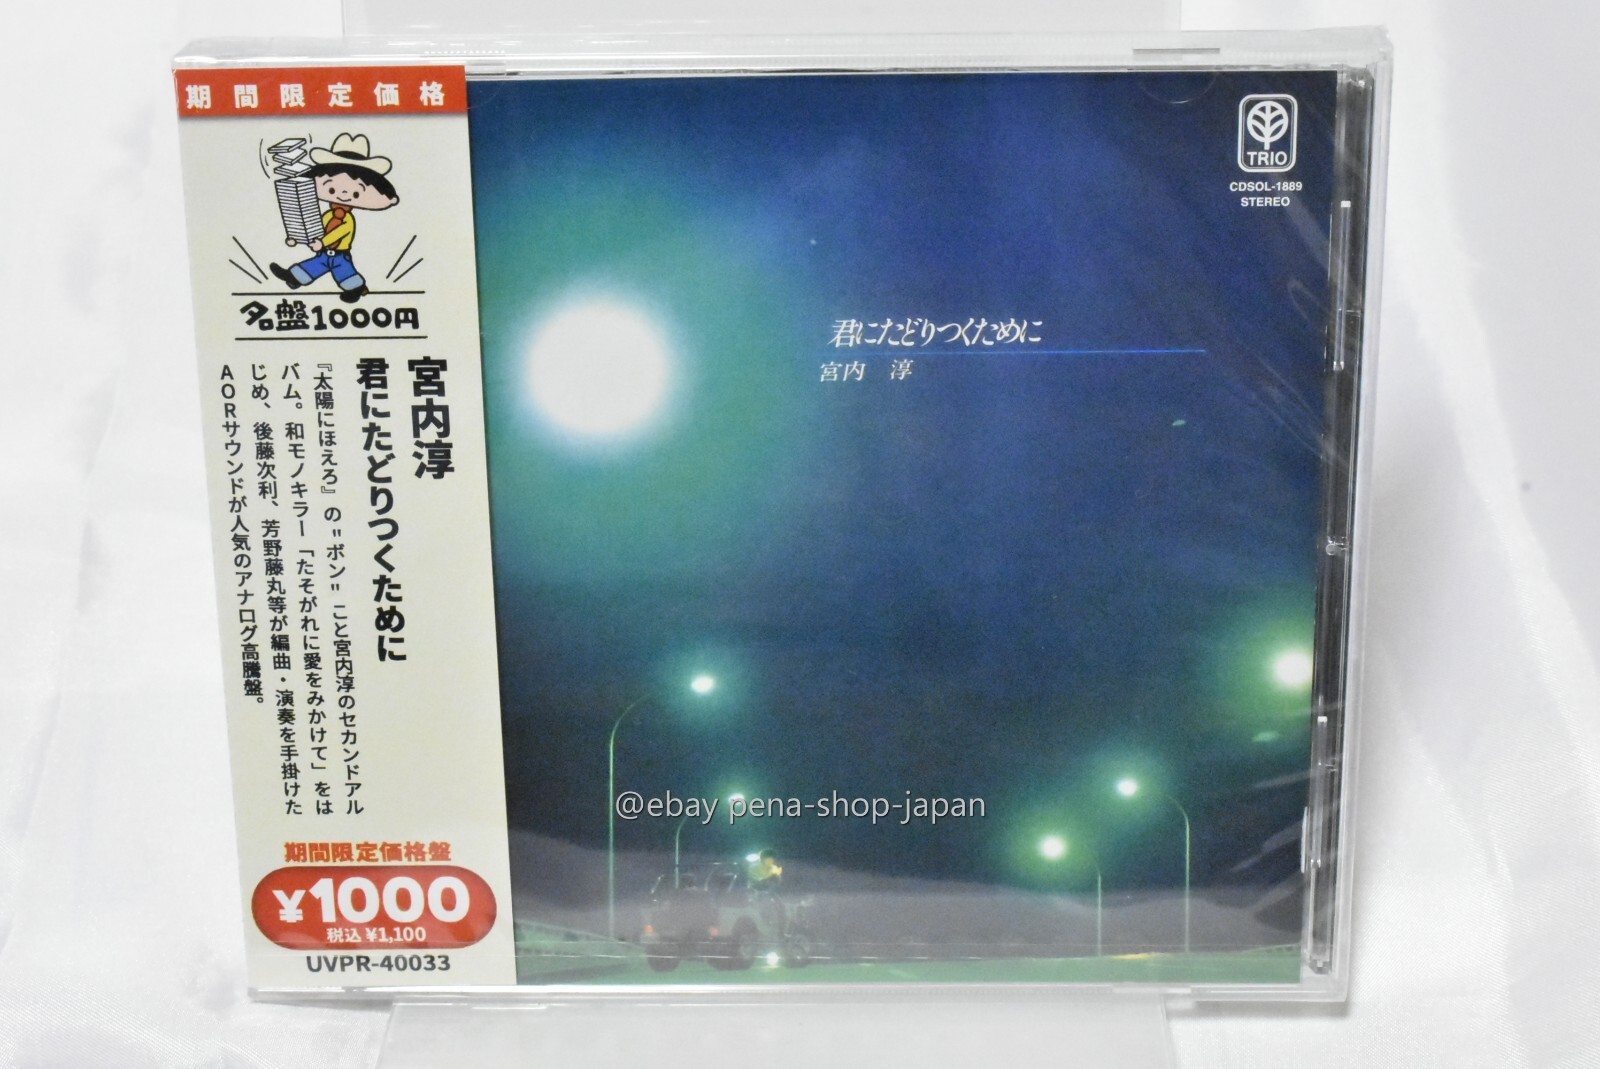 期間限定価格
名盤1000円
宮内淳
君にたどりつくために
『太陽にほえろ』の"ボン"こと宮内淳のセカンドアル
バム。和モノキラー「たそがれに愛をみかけて」をは
じめ、後藤次利、芳野藤丸等が編曲・演奏を手掛けた
AORサウンドが人気のアナログ高騰盤。
期間限定価格盤
¥1000
税込¥1,100
UVPR-40033
TRIO
CDSOL-1889
STEREO
君にたどりつくために
宮内 淳
@ebay pena-shop-japan